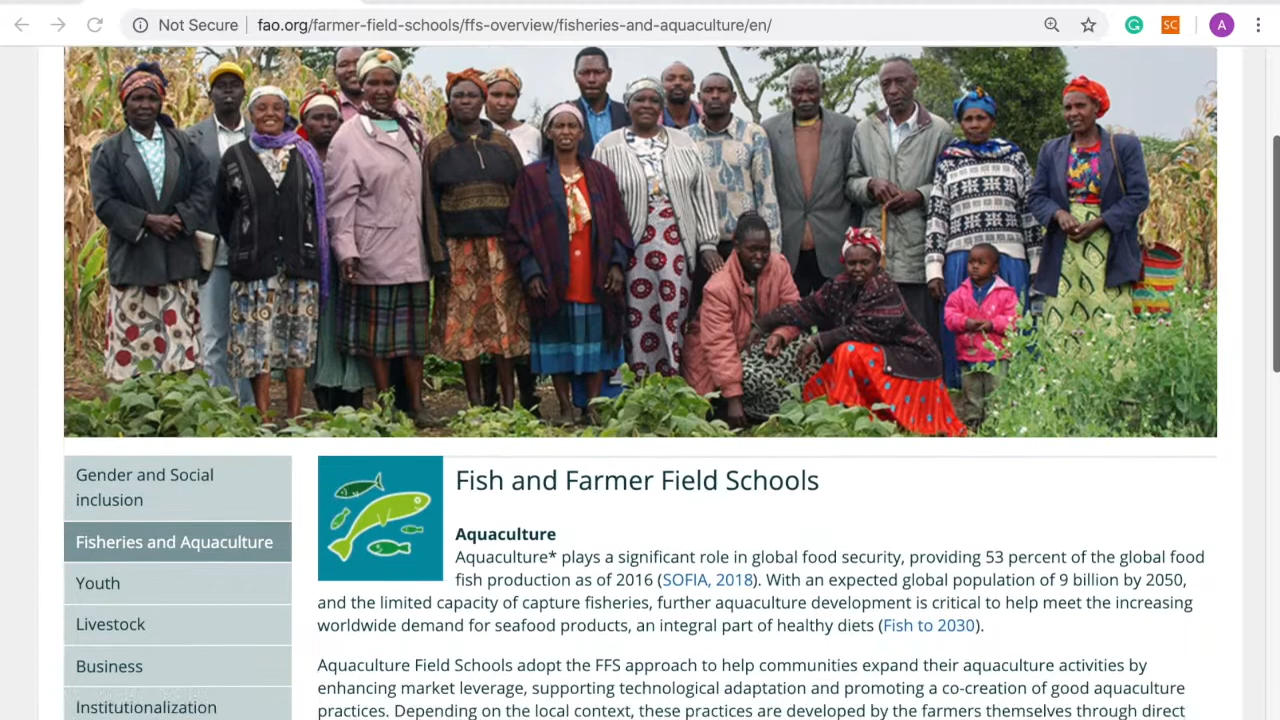 Not Secure
fao.org/farmer-field-schools/ffs-overview/fisheries-and-aquaculture/en/
SC
A
Gender and Social
inclusion
Fisheries and Aquaculture
Youth
Livestock
Business
Institutionalization
Fish and Farmer Field Schools
Aquaculture
Aquaculture* plays a significant role in global food security, providing 53 percent of the global food
fish production as of 2016 (SOFIA, 2018). With an expected global population of 9 billion by 2050,
and the limited capacity of capture fisheries, further aquaculture development is critical to help meet the increasing
worldwide demand for seafood products, an integral part of healthy diets (Fish to 2030).
Aquaculture Field Schools adopt the FFS approach to help communities expand their aquaculture activities by
enhancing market leverage, supporting technological adaptation and promoting a co-creation of good aquaculture
practices. Depending on the local context, these practices are developed by the farmers themselves through direct